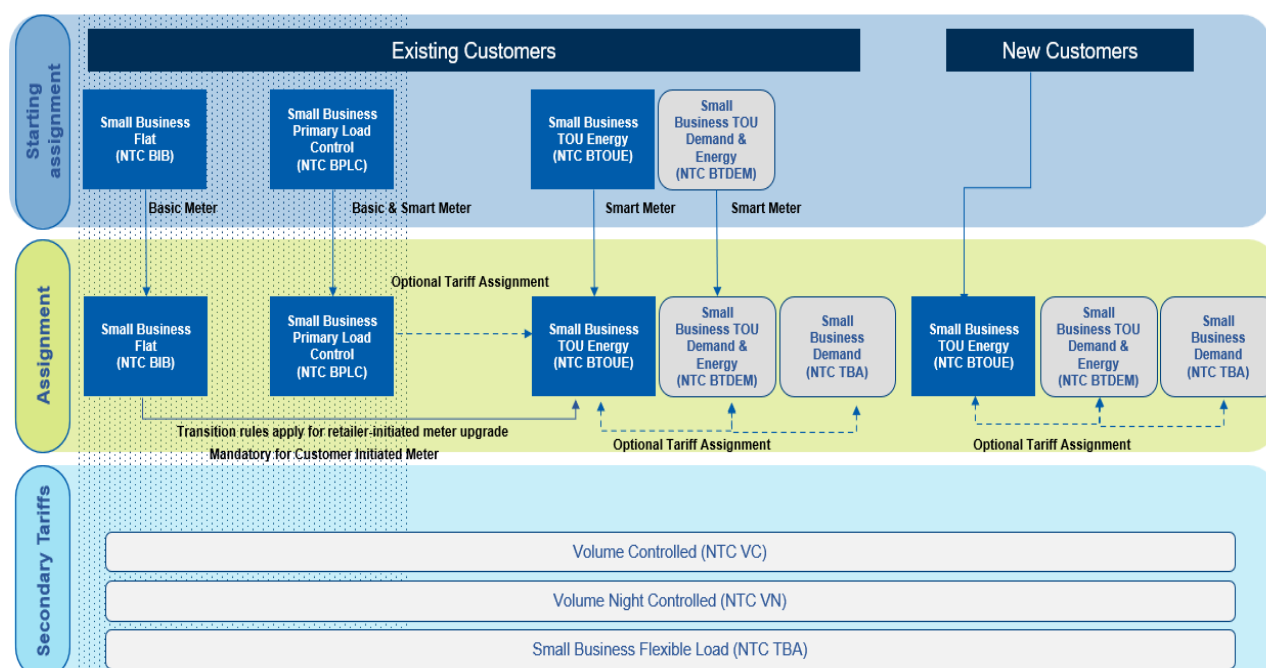 Starting
assignment
Existing Customers
New Customers
Small Business
Flat
(NTC BIB)
Small Business
Primary Load
Control
(NTC BPLC)
Small Business
TOU Energy
(NTC BTOUE)
Small
Business TOU
Demand &
Energy
(NTC BTDEM)
Basic Meter
Basic & Smart Meter
Smart Meter
Smart Meter
Assignment
Optional Tariff Assignment
Small Business
Flat
(NTC BIB)
Small Business
Primary Load
Control
(NTC BPLC)
Small Business
TOU Energy
(NTC BTOUE)
Small
Business TOU
Demand &
Energy
(NTC BTDEM)
Small
Business
Demand
(NTC TBA)
Small Business
TOU Energy
(NTC BTOUE)
Small
Business TOU
Demand &
Energy
(NTC BTDEM)
Small
Business
Demand
(NTC TBA)
Transition rules apply for retailer-initiated meter upgrade
Mandatory for Customer Initiated Meter
Optional Tariff Assignment
Optional Tariff Assignment
Secondary Tariffs
Volume Controlled (NTC VC)
Volume Night Controlled (NTC VN)
Small Business Flexible Load (NTC TBA)